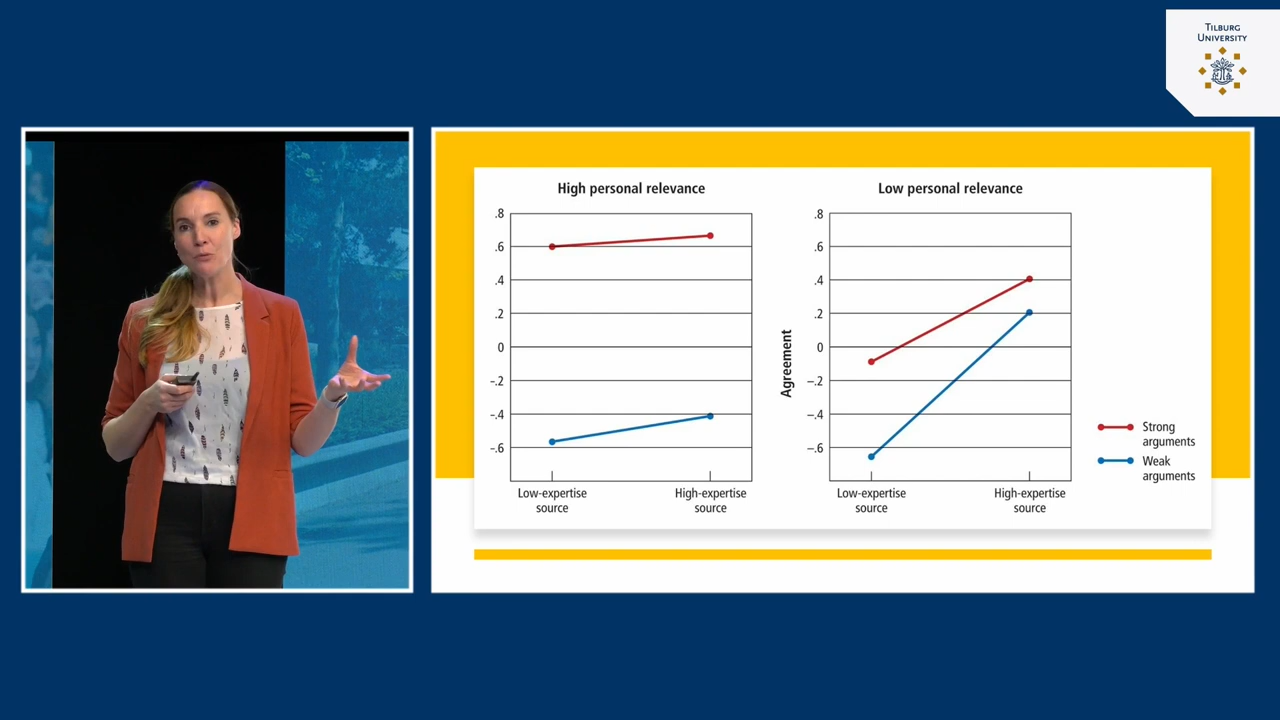 TILBURG
UNIVERSITY
High personal relevance
.8
.6
.4
.2
0
–.2
–.4
–.6
Low-expertise
source
High-expertise
source
Low personal relevance
Agreement
.8
.6
.4
.2
0
–.2
–.4
–.6
Low-expertise
source
High-expertise
source
Strong
arguments
Weak
arguments